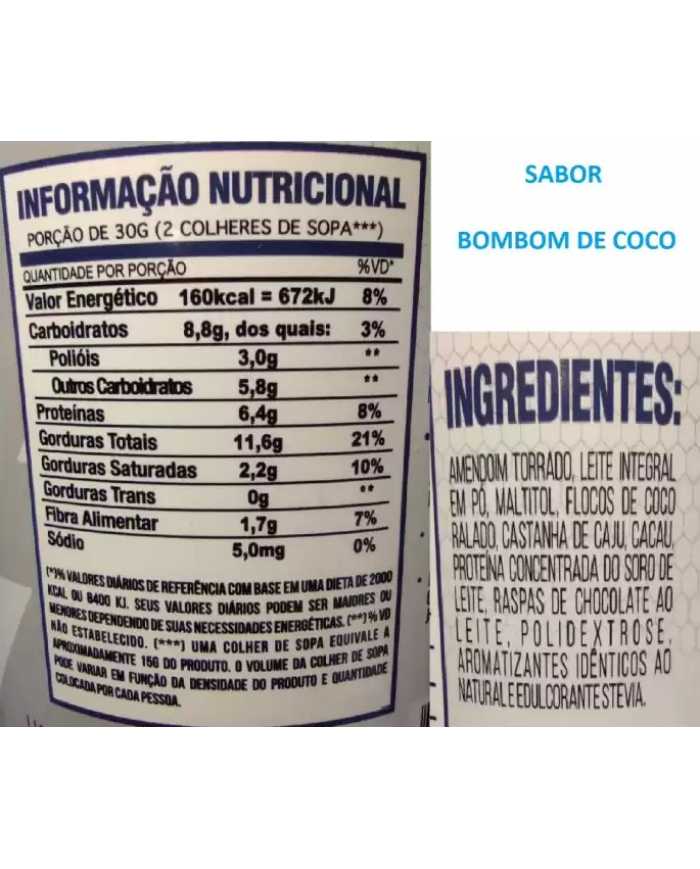 INFORMAÇÃO NUTRICIONAL
PORÇÃO DE 30G (2 COLHERES DE SOPA***)
QUANTIDADE POR PORÇÃO %VD*
Valor Energético 160kcal = 672kJ 8%
Carboidratos 8,8g, dos quais: 3%
Polióis 3,0g **
Outros Carboidratos 5,8g **
Proteínas 6,4g 8%
Gorduras Totais 11,6g 21%
Gorduras Saturadas 2,2g 10%
Gorduras Trans 0g **
Fibra Alimentar 1,7g 7%
Sódio 5,0mg 0%
(*)% VALORES DIÁRIOS DE REFERÊNCIA COM BASE EM UMA DIETA DE 2000
KCAL OU 8400 KJ. SEUS VALORES DIÁRIOS PODEM SER MAIORES OU
MENORES DEPENDENDO DE SUAS NECESSIDADES ENERGÉTICAS. (**)% VD
NÃO ESTABELECIDO. (***) UMA COLHER DE SOPA EQUIVALE A
APROXIMADAMENTE 15G DO PRODUTO. O VOLUME DA COLHER DE SOPA
PODE VARIAR EM FUNÇÃO DA DENSIDADE DO PRODUTO E QUANTIDADE
COLOCADA POR CADA PESSOA.
SABOR
BOMBOM DE COCO
INGREDIENTES:
AMENDOIM TORRADO, LEITE INTEGRAL
EM PÓ, MALTITOL, FLOCOS DE COCO
RALADO, CASTANHA DE CAJU, CACAU,
PROTEÍNA CONCENTRADA DO SORO DE
LEITE, RASPAS DE CHOCOLATE AO
LEITE, POLIDEXTROSE,
AROMATIZANTES IDÊNTICOS AO
NATURAL E EDULCORANTE STEVIA.